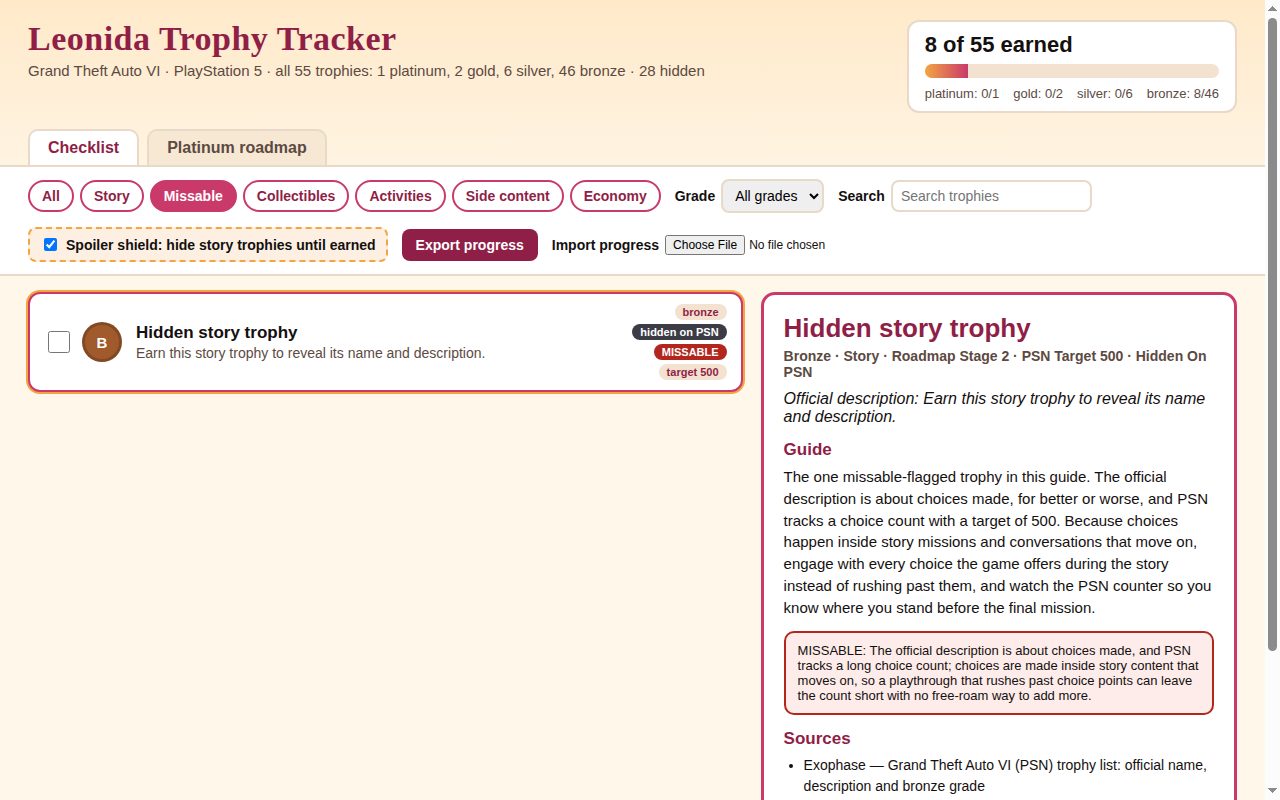 Leonida Trophy Tracker
Grand Theft Auto VI · PlayStation 5 · all 55 trophies: 1 platinum, 2 gold, 6 silver, 46 bronze · 28 hidden
8 of 55 earned
platinum: 0/1 gold: 0/2 silver: 0/6 bronze: 8/46
Checklist Platinum roadmap
All Story Missable Collectibles Activities Side content Economy Grade All grades Search Search trophies
Spoiler shield: hide story trophies until earned Export progress Import progress Choose File No file chosen
B
Hidden story trophy
Earn this story trophy to reveal its name and description.
bronze
hidden on PSN
MISSABLE
target 500
Hidden story trophy
Bronze · Story · Roadmap Stage 2 · PSN Target 500 · Hidden On
PSN
Official description: Earn this story trophy to reveal its name
and description.
Guide
The one missable-flagged trophy in this guide. The official
description is about choices made, for better or worse, and PSN
tracks a choice count with a target of 500. Because choices
happen inside story missions and conversations that move on,
engage with every choice the game offers during the story
instead of rushing past them, and watch the PSN counter so you
know where you stand before the final mission.
MISSABLE: The official description is about choices made, and PSN
tracks a long choice count; choices are made inside story content that
moves on, so a playthrough that rushes past choice points can leave
the count short with no free-roam way to add more.
Sources
• Exophase — Grand Theft Auto VI (PSN) trophy list: official name,
description and bronze grade